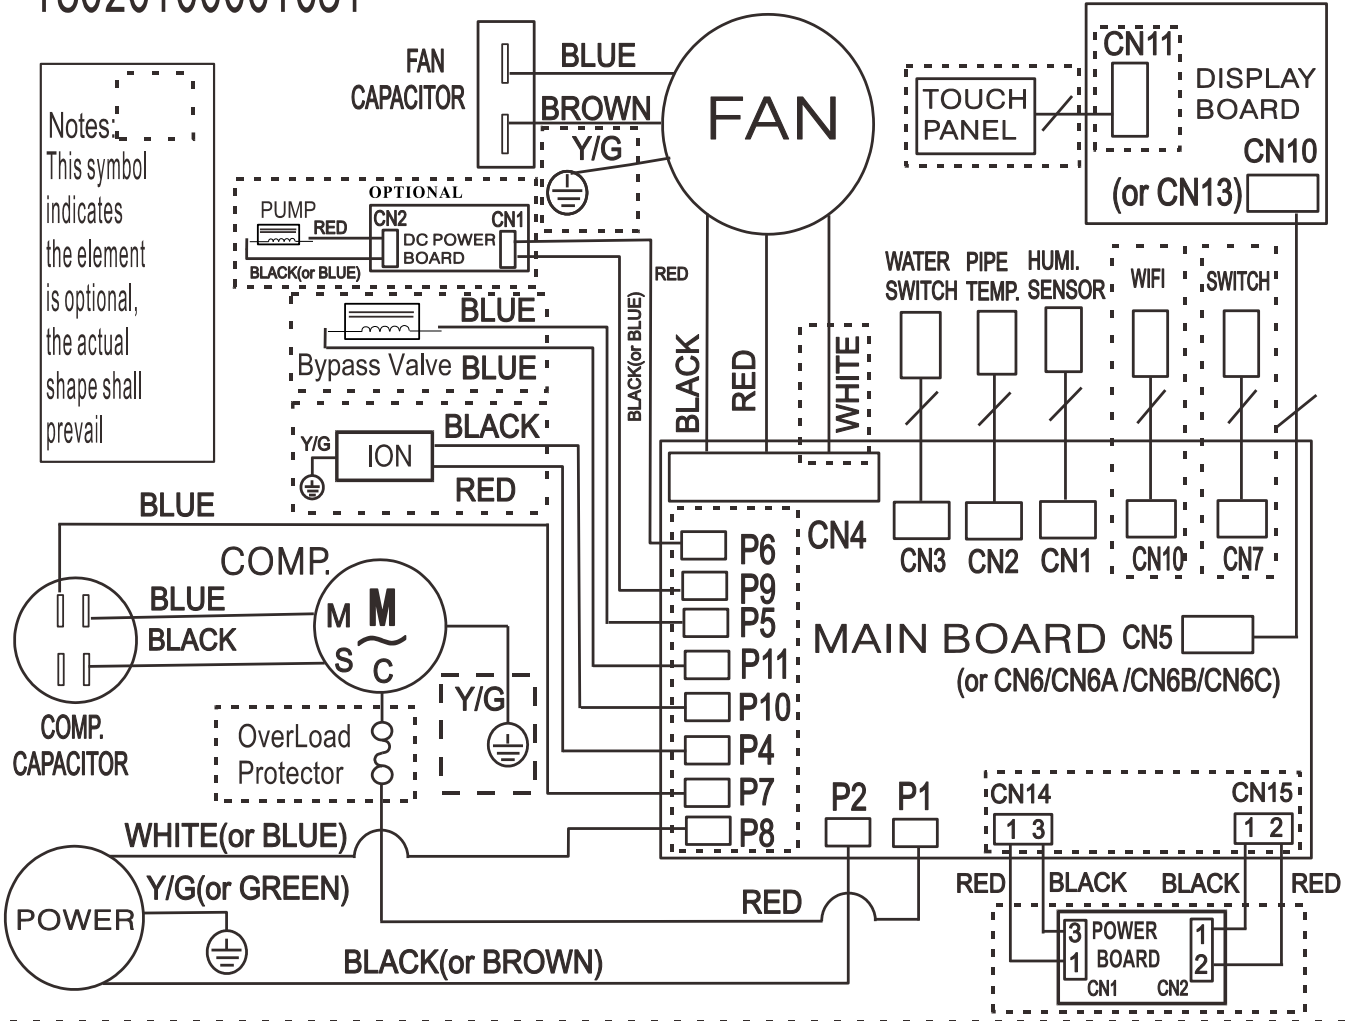 FAN
CAPACITOR
BLUE
BROWN
Y/G
FAN
TOUCH
PANEL
CN11
DISPLAY
BOARD
CN10
(or CN13)
Notes:
This symbol
indicates
the element
is optional,
the actual
shape shall
prevail
OPTIONAL
PUMP
RED
BLACK(or BLUE)
CN2
CN1
DC POWER
BOARD
RED
BLACK(or BLUE)
BLUE
Bypass Valve
BLUE
BLACK
RED
WHITE
WATER
SWITCH
PIPE
TEMP.
HUMI.
SENSOR
WIFI
SWITCH
Y/G
ION
BLACK
RED
CN4
CN3
CN2
CN1
CN10
CN7
BLUE
COMP.
BLUE
BLACK
M
M
S
C
COMP.
CAPACITOR
Y/G
OverLoad
Protector
P6
P9
P5
P11
P10
P4
P7
P8
MAIN BOARD
CN5
(or CN6/CN6A /CN6B/CN6C)
P2
P1
CN14
1 3
CN15
1 2
WHITE(or BLUE)
Y/G(or GREEN)
POWER
BLACK(or BROWN)
RED
RED
BLACK
BLACK
RED
3
1
POWER
BOARD
1
2
CN1
CN2